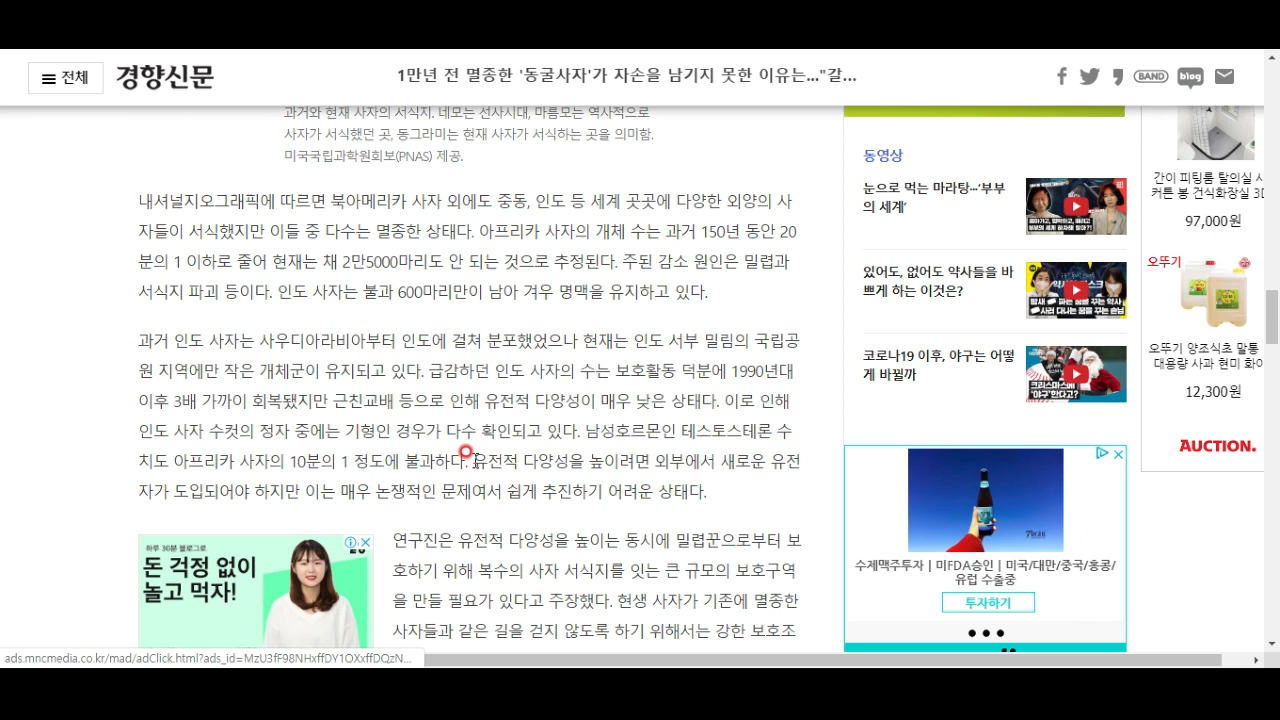 전체
경향신문
1만년 전 멸종한 '동굴사자'가 자손을 남기지 못한 이유는..."갈...
BAND
blog
과거와 현재 사자의 서식지. 네모는 선사시대, 마름모는 역사적으로
사자가 서식했던 곳, 동그라미는 현재 사자가 서식하는 곳을 의미함.
미국국립과학원회보(PNAS) 제공.
내셔널지오그래픽에 따르면 북아메리카 사자 외에도 중동, 인도 등 세계 곳곳에 다양한 외양의 사
자들이 서식했지만 이들 중 다수는 멸종한 상태다. 아프리카 사자의 개체 수는 과거 150년 동안 20
분의 1 이하로 줄어 현재는 채 2만5000마리도 안 되는 것으로 추정된다. 주된 감소 원인은 밀렵과
서식지 파괴 등이다. 인도 사자는 불과 600마리만이 남아 겨우 명맥을 유지하고 있다.
과거 인도 사자는 사우디아라비아부터 인도에 걸쳐 분포했었으나 현재는 인도 서부 밀림의 국립공
원 지역에만 작은 개체군이 유지되고 있다. 급감하던 인도 사자의 수는 보호활동 덕분에 1990년대
이후 3배 가까이 회복됐지만 근친교배 등으로 인해 유전적 다양성이 매우 낮은 상태다. 이로 인해
인도 사자 수컷의 정자 중에는 기형인 경우가 다수 확인되고 있다. 남성호르몬인 테스토스테론 수
치도 아프리카 사자의 10분의 1 정도에 불과하다. 유전적 다양성을 높이려면 외부에서 새로운 유전
자가 도입되어야 하지만 이는 매우 논쟁적인 문제여서 쉽게 추진하기 어려운 상태다.
하루 30분 블로그로
돈 걱정 없이
놀고 먹자!
연구진은 유전적 다양성을 높이는 동시에 밀렵꾼으로부터 보
호하기 위해 복수의 사자 서식지를 잇는 큰 규모의 보호구역
을 만들 필요가 있다고 주장했다. 현생 사자가 기존에 멸종한
사자들과 같은 길을 걷지 않도록 하기 위해서는 강한 보호조
동영상
눈으로 먹는 마라탕…'부부
의 세계'
있어도, 없어도 약사들을 바
쁘게 하는 이것은?
코로나19 이후, 야구는 어떻
게 바뀔까
크리스마스에
'야구'한다고?
수제맥주투자 | 미FDA승인 | 미국/대만/중국/홍콩/
유럽 수출중
투자하기
간이 피팅룸 탈의실 시
커튼 봉 건식화장실 3D
97,000원
오뚜기
오뚜기 양조식초 말통
대용량 사과 현미 화이
12,300원
AUCTION.
ads.mncmedia.co.kr/mad/adClick.html?ads_id=MzU3fF98NHxffDY1OXxffDQzN...